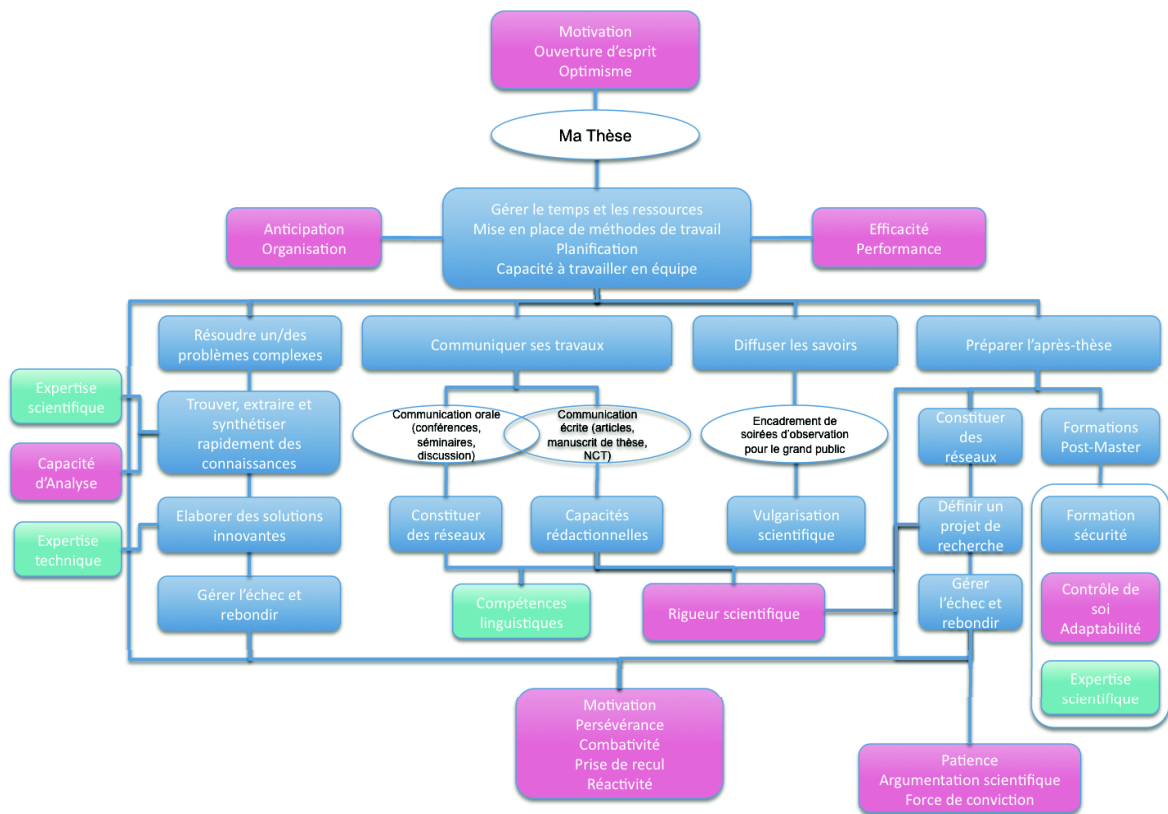 Motivation
Ouverture d'esprit
Optimisme
Ma Thèse
Gérer le temps et les ressources
Mise en place de méthodes de travail
Planification
Capacité à travailler en équipe
Anticipation
Organisation
Efficacité
Performance
Résoudre un/des
problèmes complexes
Communiquer ses travaux
Diffuser les savoirs
Préparer l'après-thèse
Expertise
scientifique
Trouver, extraire et
synthétiser
rapidement des
connaissances
Communication orale
(conférences,
séminaires,
discussion)
Communication
écrite (articles,
manuscrit de thèse,
NCT)
Encadrement de
soirées d'observation
pour le grand public
Constituer
des
réseaux
Formations
Post-Master
Capacité
d'Analyse
Expertise
technique
Elaborer des solutions
innovantes
Constituer
des réseaux
Capacités
rédactionnelles
Vulgarisation
scientifique
Définir un
projet de
recherche
Formation
sécurité
Gérer l'échec et
rebondir
Compétences
linguistiques
Rigueur scientifique
Gérer
l'échec et
rebondir
Contrôle de
soi
Adaptabilité
Expertise
scientifique
Motivation
Persévérance
Combativité
Prise de recul
Réactivité
Patience
Argumentation scientifique
Force de conviction